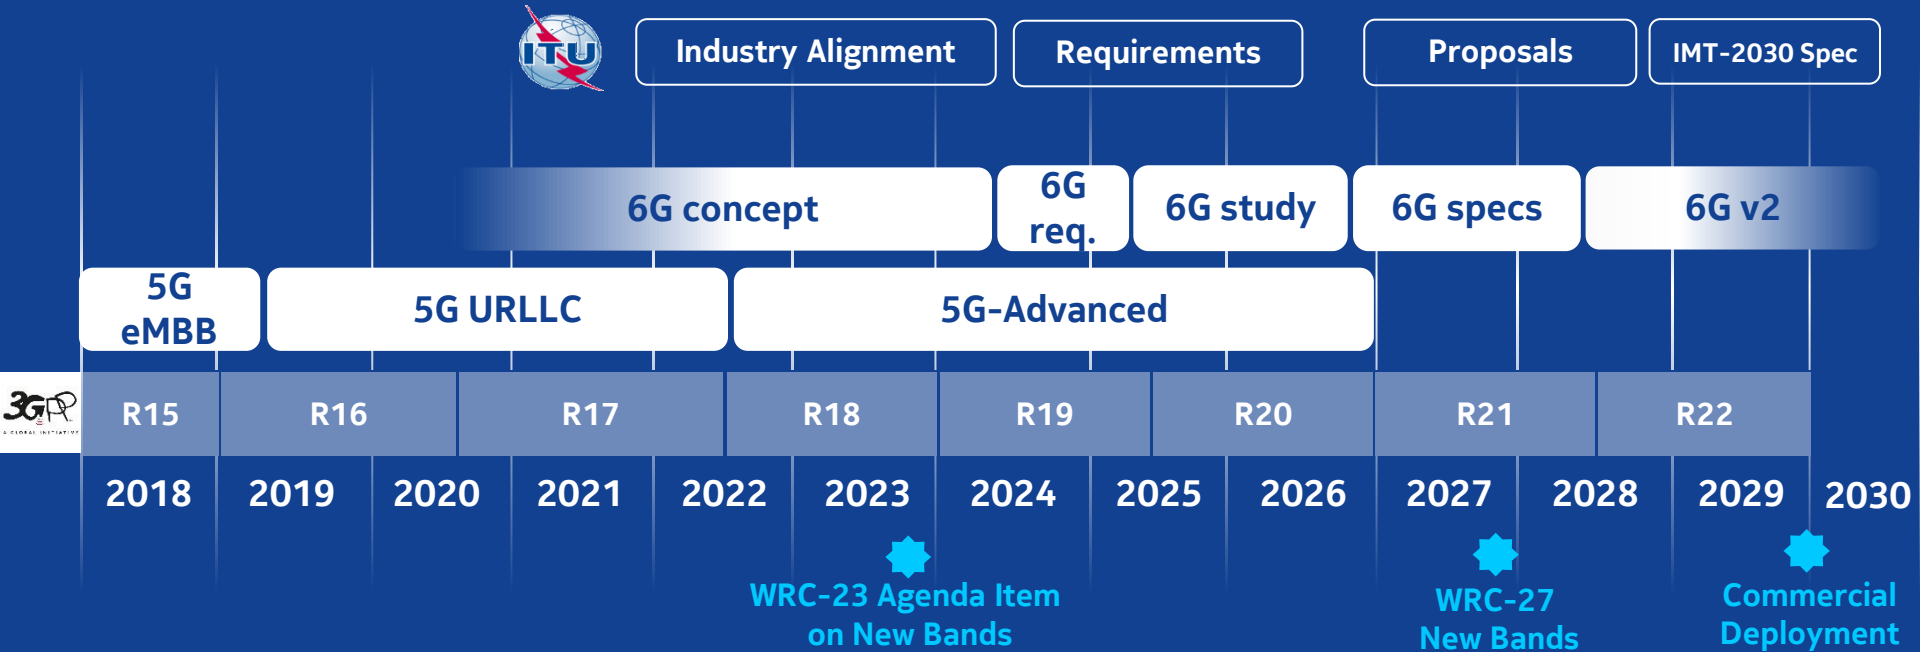 ITU
Industry Alignment
Requirements
Proposals
IMT-2030 Spec
6G concept
6G
req.
6G study
6G specs
6G v2
5G
eMBB
5G URLLC
5G-Advanced
3GPP
A GLOBAL INITIATIVE
R15
R16
R17
R18
R19
R20
R21
R22
2018
2019
2020
2021
2022
2023
2024
2025
2026
2027
2028
2029
2030
WRC-23 Agenda Item
on New Bands
WRC-27
New Bands
Commercial
Deployment